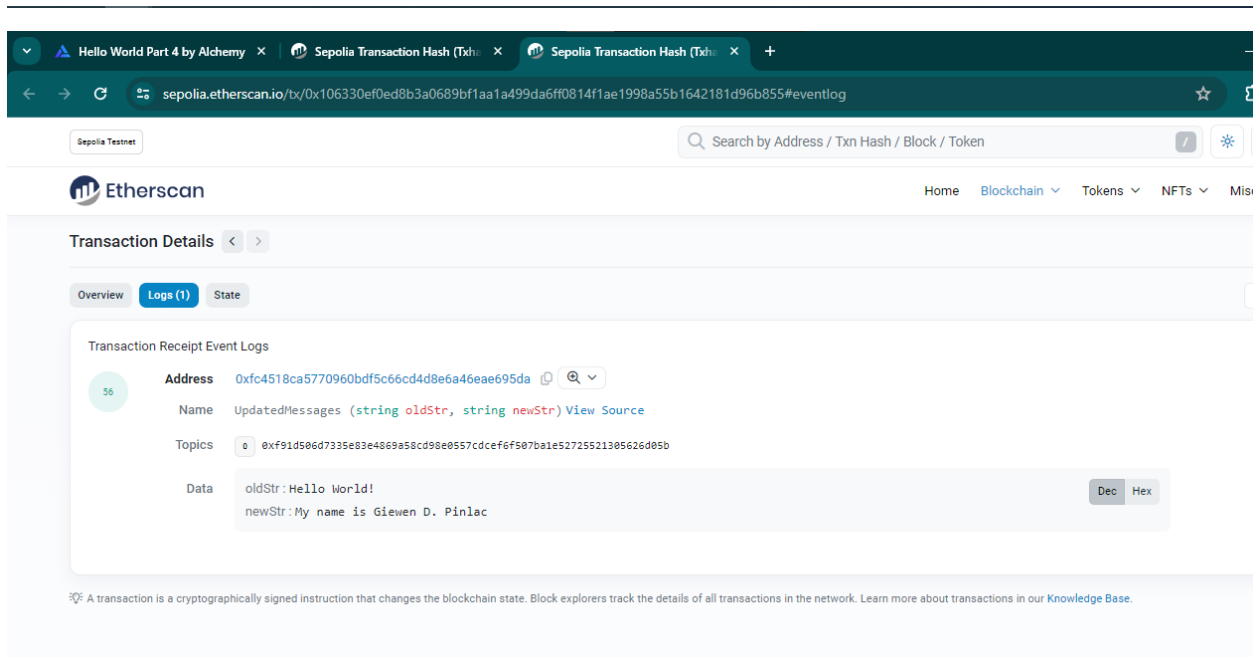 Hello World Part 4 by Alchemy
Sepolia Transaction Hash (Txha
Sepolia Transaction Hash (Txha
sepolia.etherscan.io/tx/0x106330ef0ed8b3a0689bf1aa1a499da6ff0814f1ae1998a55b1642181d96b855#eventlog
Sepolia Testnet
Search by Address / Txn Hash / Block / Token
/
Etherscan
Home Blockchain Tokens NFTs Misc
Transaction Details
Overview Logs (1) State
Transaction Receipt Event Logs
56
Address 0xfc4518ca5770960bdf5c66cd4d8e6a46eae695da
Name UpdatedMessages (string oldStr, string newStr) View Source
Topics 0 0xf91d506d7335e83e4869a58cd98e0557cdcef6f507ba1e52725521305626d05b
Data oldStr : Hello World! Dec Hex
newStr : My name is Giewen D. Pinlac
A transaction is a cryptographically signed instruction that changes the blockchain state. Block explorers track the details of all transactions in the network. Learn more about transactions in our Knowledge Base.